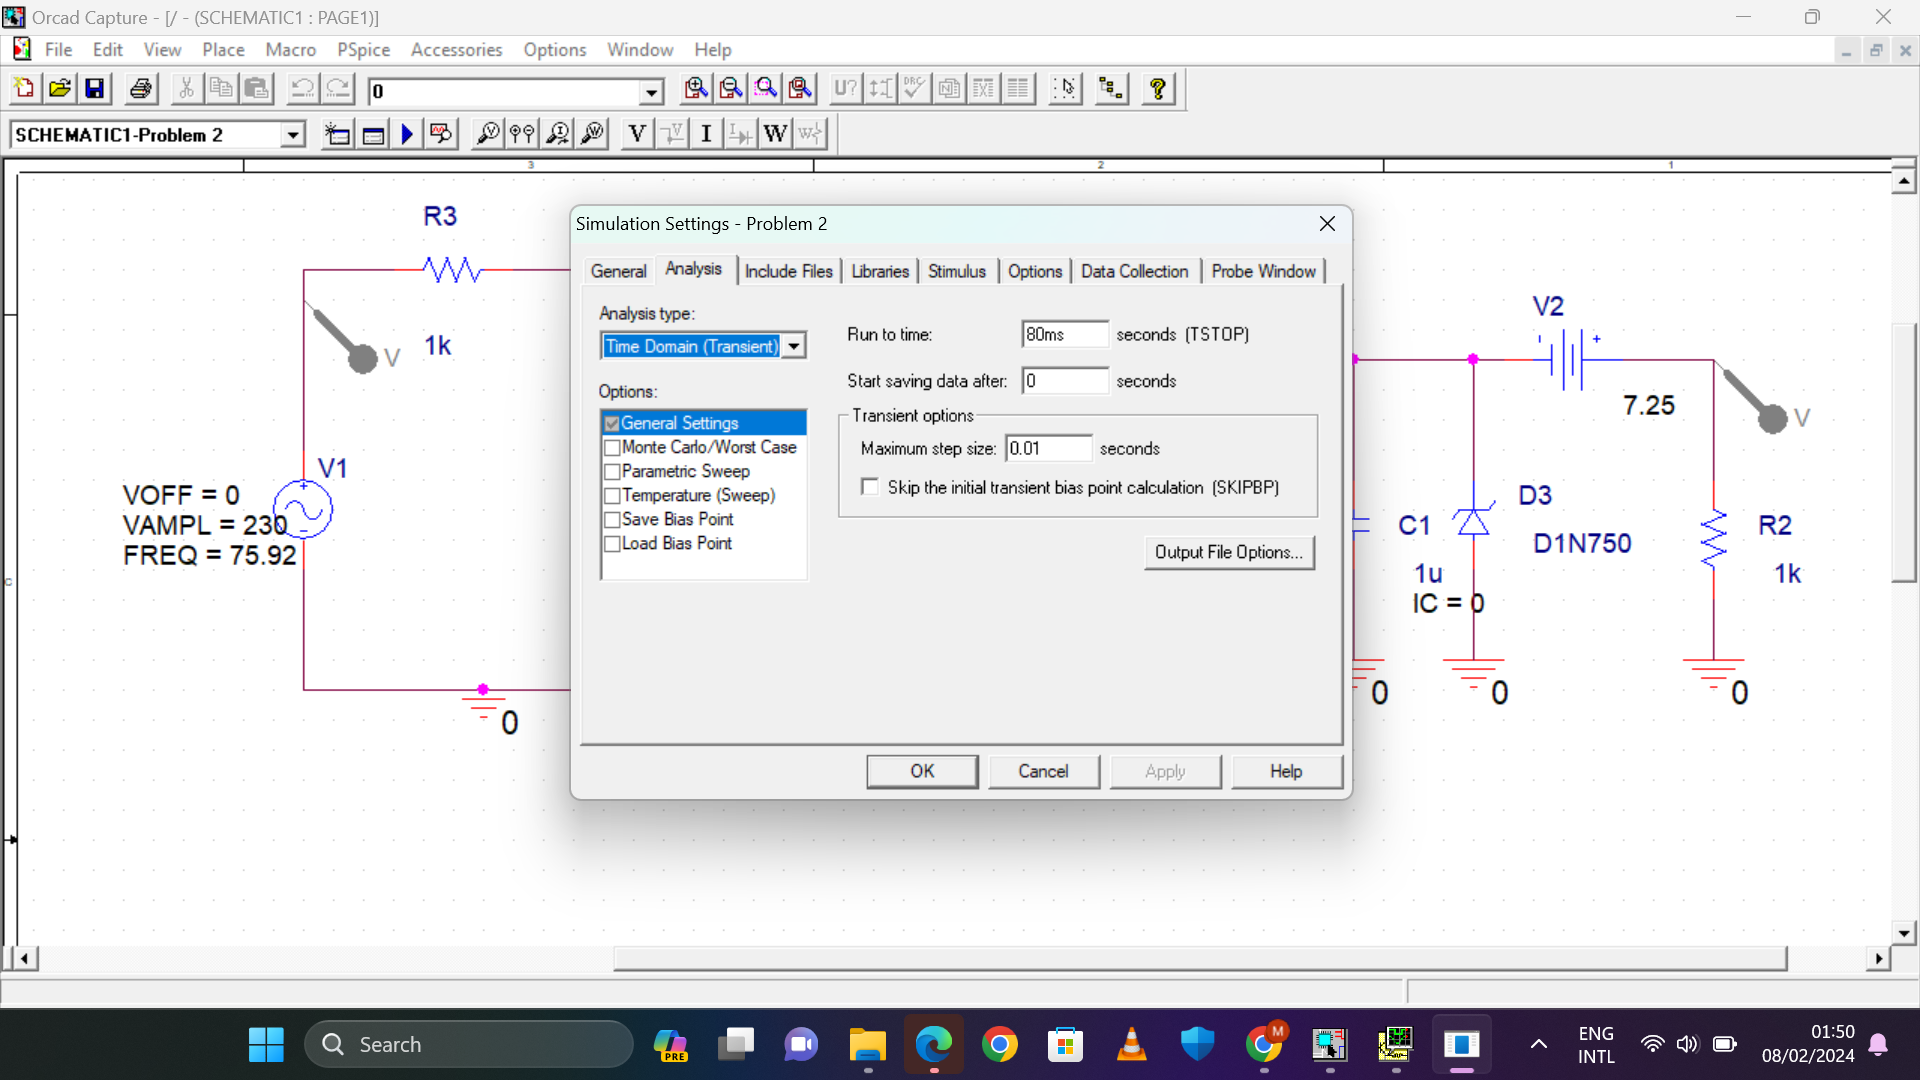 Orcad Capture - [/ - (SCHEMATIC1 : PAGE1)]
File Edit View Place Macro PSpice Accessories Options Window Help
0
U?
DRC
SCHEMATIC1-Problem 2
V V I I W W
3 2 1
R3
1k
V
V1
VOFF = 0
VAMPL = 230
FREQ = 75.92
0
C
Simulation Settings - Problem 2
General Analysis Include Files Libraries Stimulus Options Data Collection Probe Window
Analysis type:
Time Domain (Transient)
Options:
General Settings
Monte Carlo/Worst Case
Parametric Sweep
Temperature (Sweep)
Save Bias Point
Load Bias Point
Run to time: 80ms seconds (TSTOP)
Start saving data after: 0 seconds
Transient options
Maximum step size: 0.01 seconds
Skip the initial transient bias point calculation (SKIPBP)
Output File Options...
OK Cancel Apply Help
V2
7.25
V
C1
1u
IC = 0
D3
D1N750
R2
1k
0 0 0
Search
PRE
M
ENG
INTL
01:50
08/02/2024